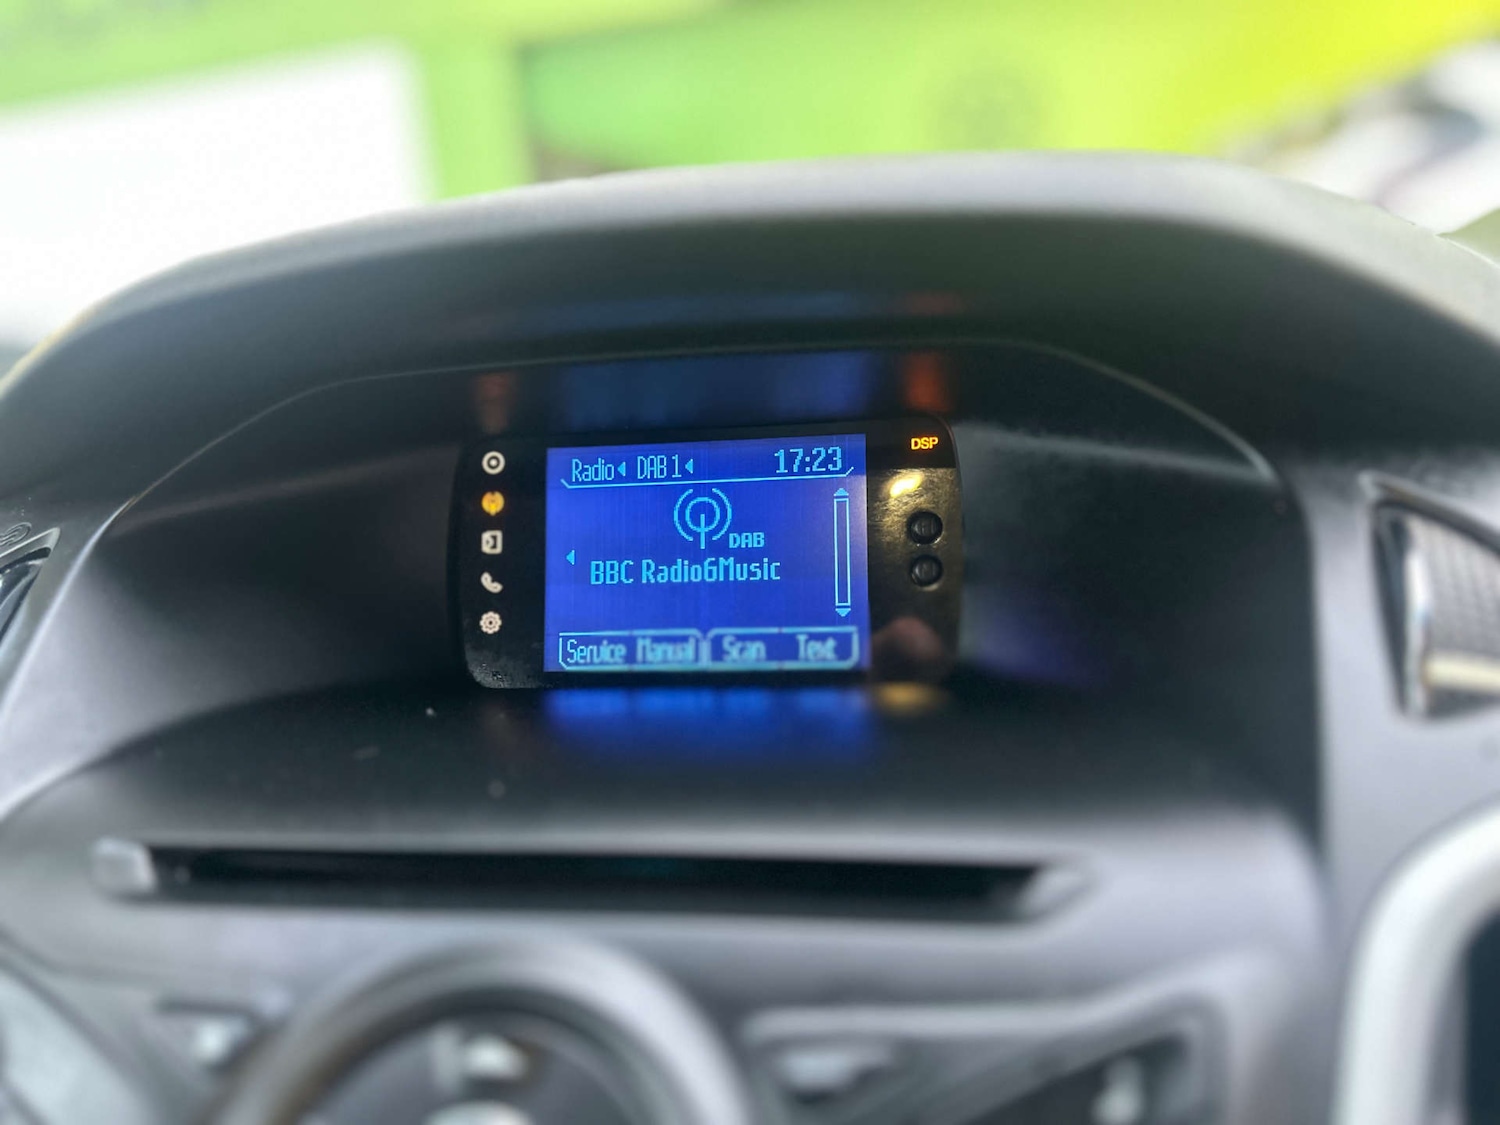 DSP
Radio DAB 1 17:23
DAB
BBC Radio6Music
Service Manual Scan Text